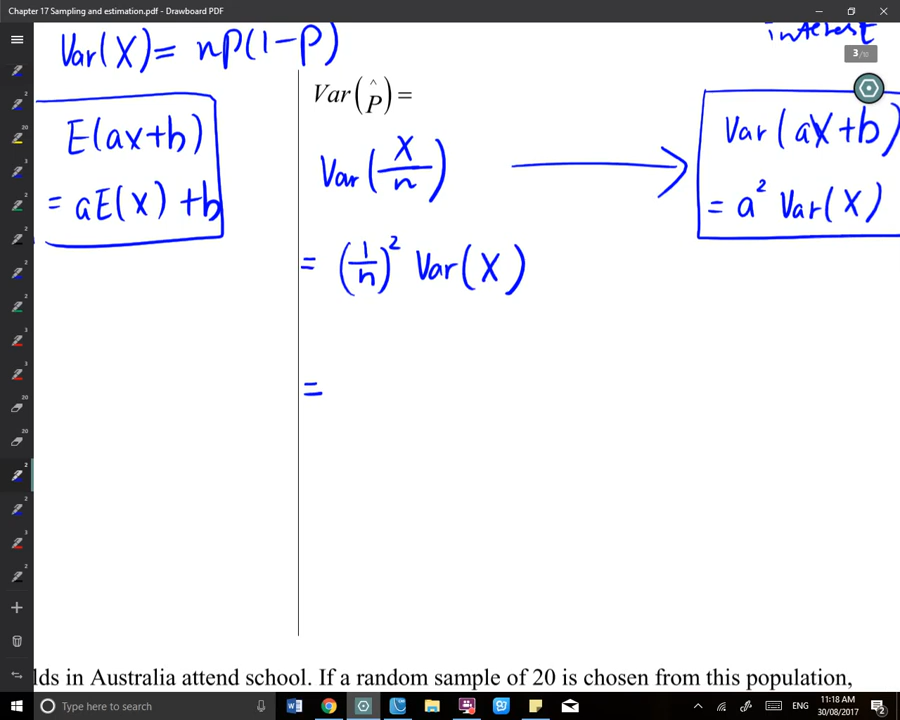 Chapter 17 Sampling and estimation.pdf - Drawboard PDF
Var(X) = np(1-p)
interest
3/10
Var(P̂) =
E(ax+b)
= aE(X) + b
Var(X/n)
Var(aX+b)
= a² Var(X)
= (1/n)² Var(X)
=
lds in Australia attend school. If a random sample of 20 is chosen from this population,
Type here to search
ENG
11:18 AM
30/08/2017